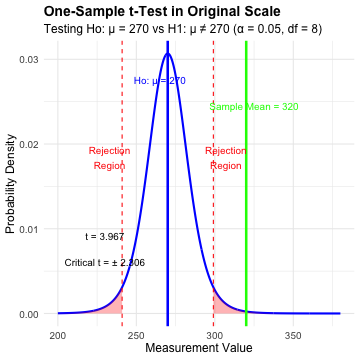 One-Sample t-Test in Original Scale
Testing Ho: μ = 270 vs H1: μ ≠ 270 (α = 0.05, df = 8)
Probability Density
0.03
0.02
0.01
0.00
Ho: μ = 270
Sample Mean = 320
Rejection
Region
Rejection
Region
t = 3.967
Critical t = ± 2.306
200
250
300
350
Measurement Value